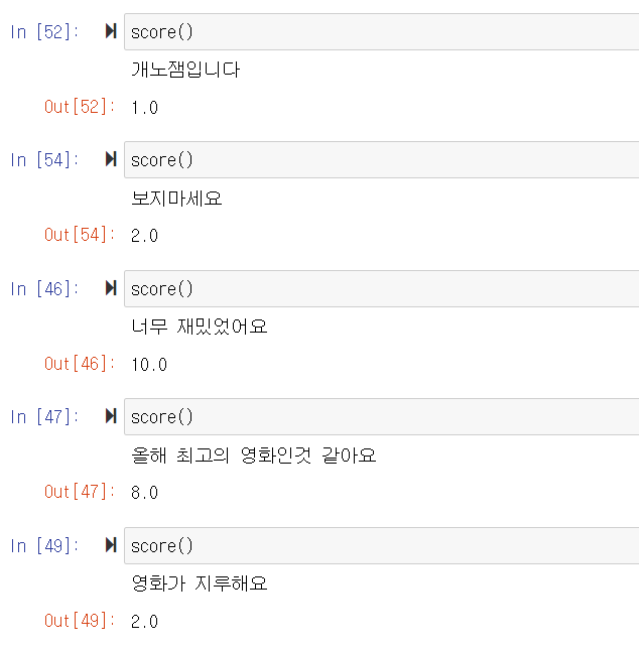 In [52]: score()
개노잼입니다
Out[52]: 1.0
In [54]: score()
보지마세요
Out[54]: 2.0
In [46]: score()
너무 재밌었어요
Out[46]: 10.0
In [47]: score()
올해 최고의 영화인것 같아요
Out[47]: 8.0
In [49]: score()
영화가 지루해요
Out[49]: 2.0